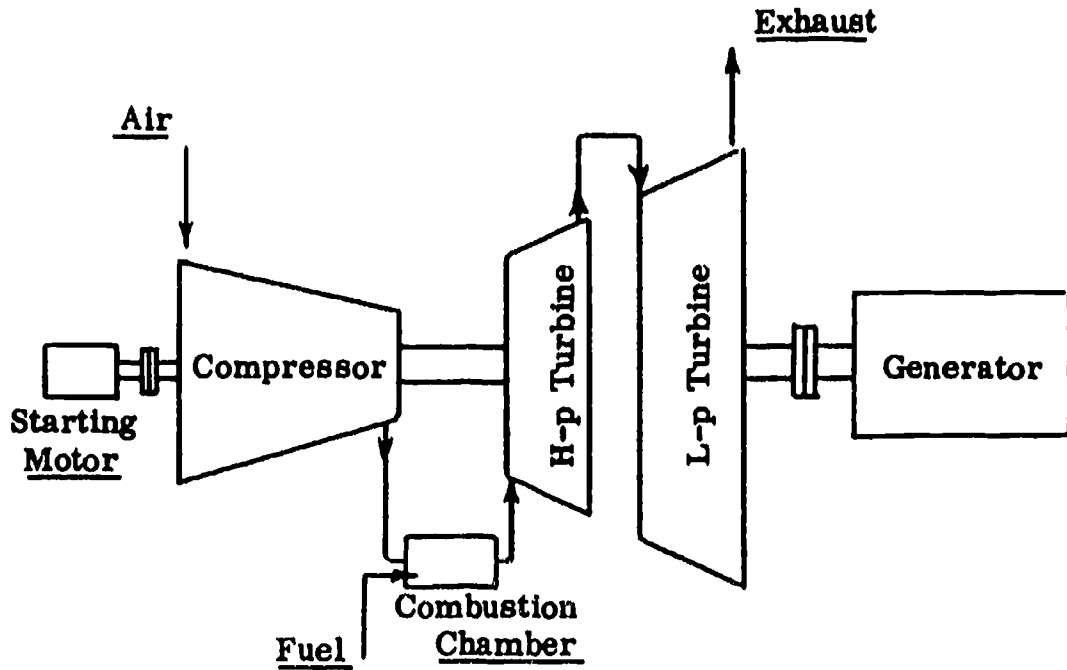 Exhaust
Air
Compressor
H-p Turbine
L-p Turbine
Generator
Starting
Motor
Combustion
Chamber
Fuel